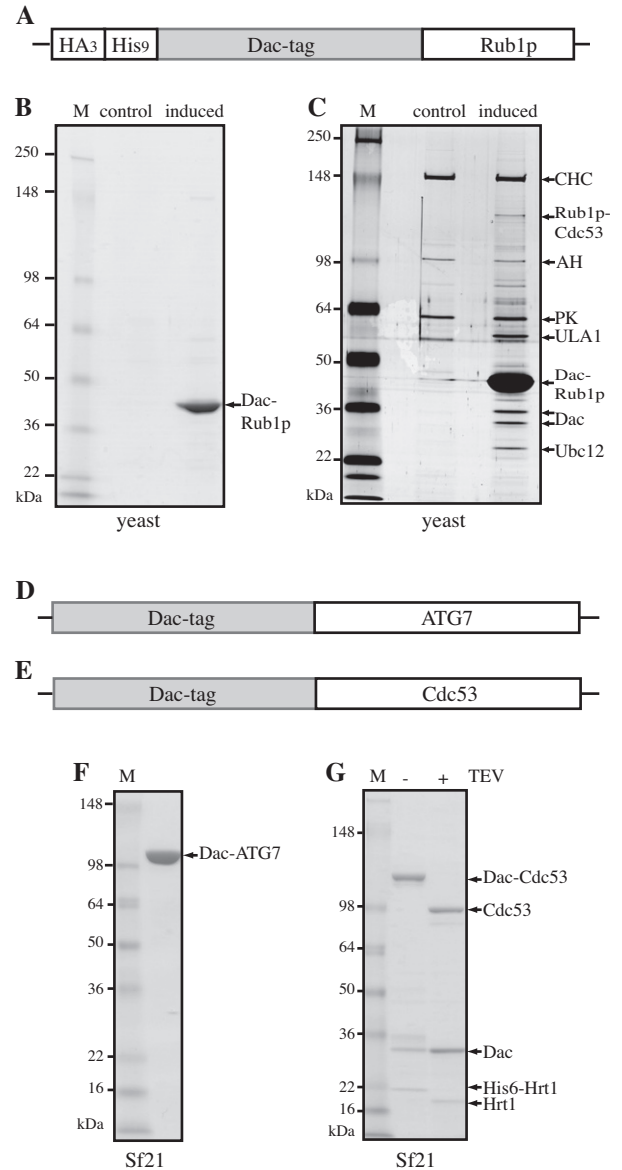 A
HA3 His9 Dac-tag Rub1p
B
M control induced
250
148
98
64
50
36
22
kDa
Dac-
Rub1p
yeast
C
M control induced
250
148
98
64
50
36
22
kDa
CHC
Rub1p-
Cdc53
AH
PK
ULA1
Dac-
Rub1p
Dac
Ubc12
yeast
D
Dac-tag ATG7
E
Dac-tag Cdc53
F
M
148
98
64
50
36
22
16
kDa
Dac-ATG7
Sf21
G
M - + TEV
148
98
64
50
36
22
16
kDa
Dac-Cdc53
Cdc53
Dac
His6-Hrt1
Hrt1
Sf21